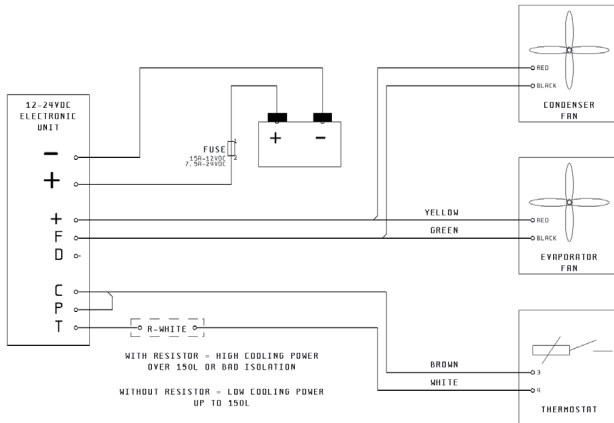 12-24VDC
ELECTRONIC
UNIT
-
+
+
F
D
C
P
T
FUSE
15A-12VDC
7.5A-24VDC
1
2
+ -
RED
BLACK
CONDENSER
FAN
YELLOW
GREEN
RED
BLACK
EVAPORATOR
FAN
R-WHITE
WITH RESISTOR = HIGH COOLING POWER
OVER 150L OR BAD ISOLATION
WITHOUT RESISTOR = LOW COOLING POWER
UP TO 150L
BROWN
WHITE
3
4
THERMOSTAT